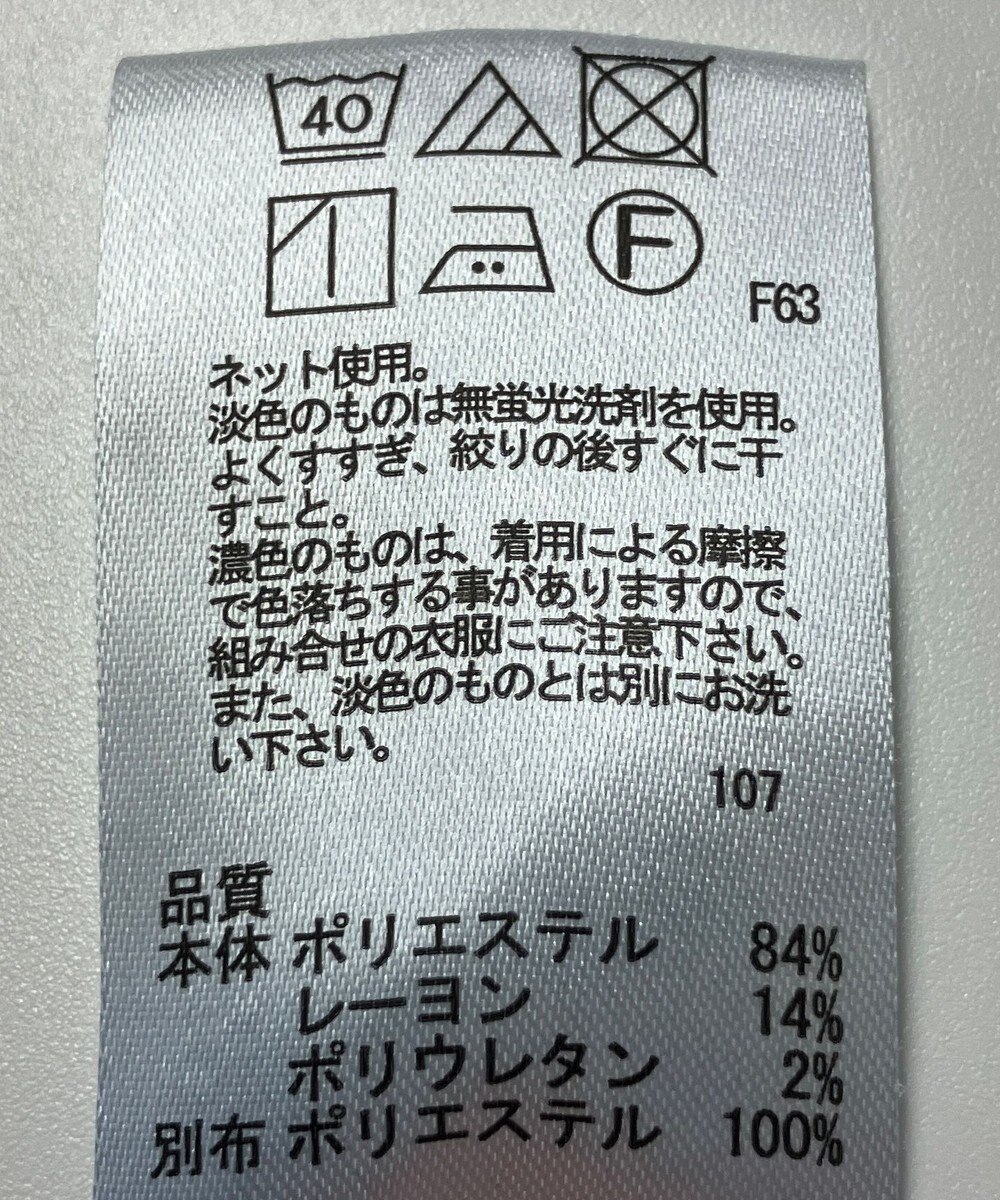 40
F
F63
ネット使用。
淡色のものは無蛍光洗剤を使用。
よくすすぎ、絞りの後すぐに干
すこと。
濃色のものは、着用による摩擦
で色落ちする事がありますので、
組み合せの衣服にご注意下さい。
また、淡色のものとは別にお洗
い下さい。
107
品質
本体 ポリエステル 84%
レーヨン 14%
ポリウレタン 2%
別布 ポリエステル 100%